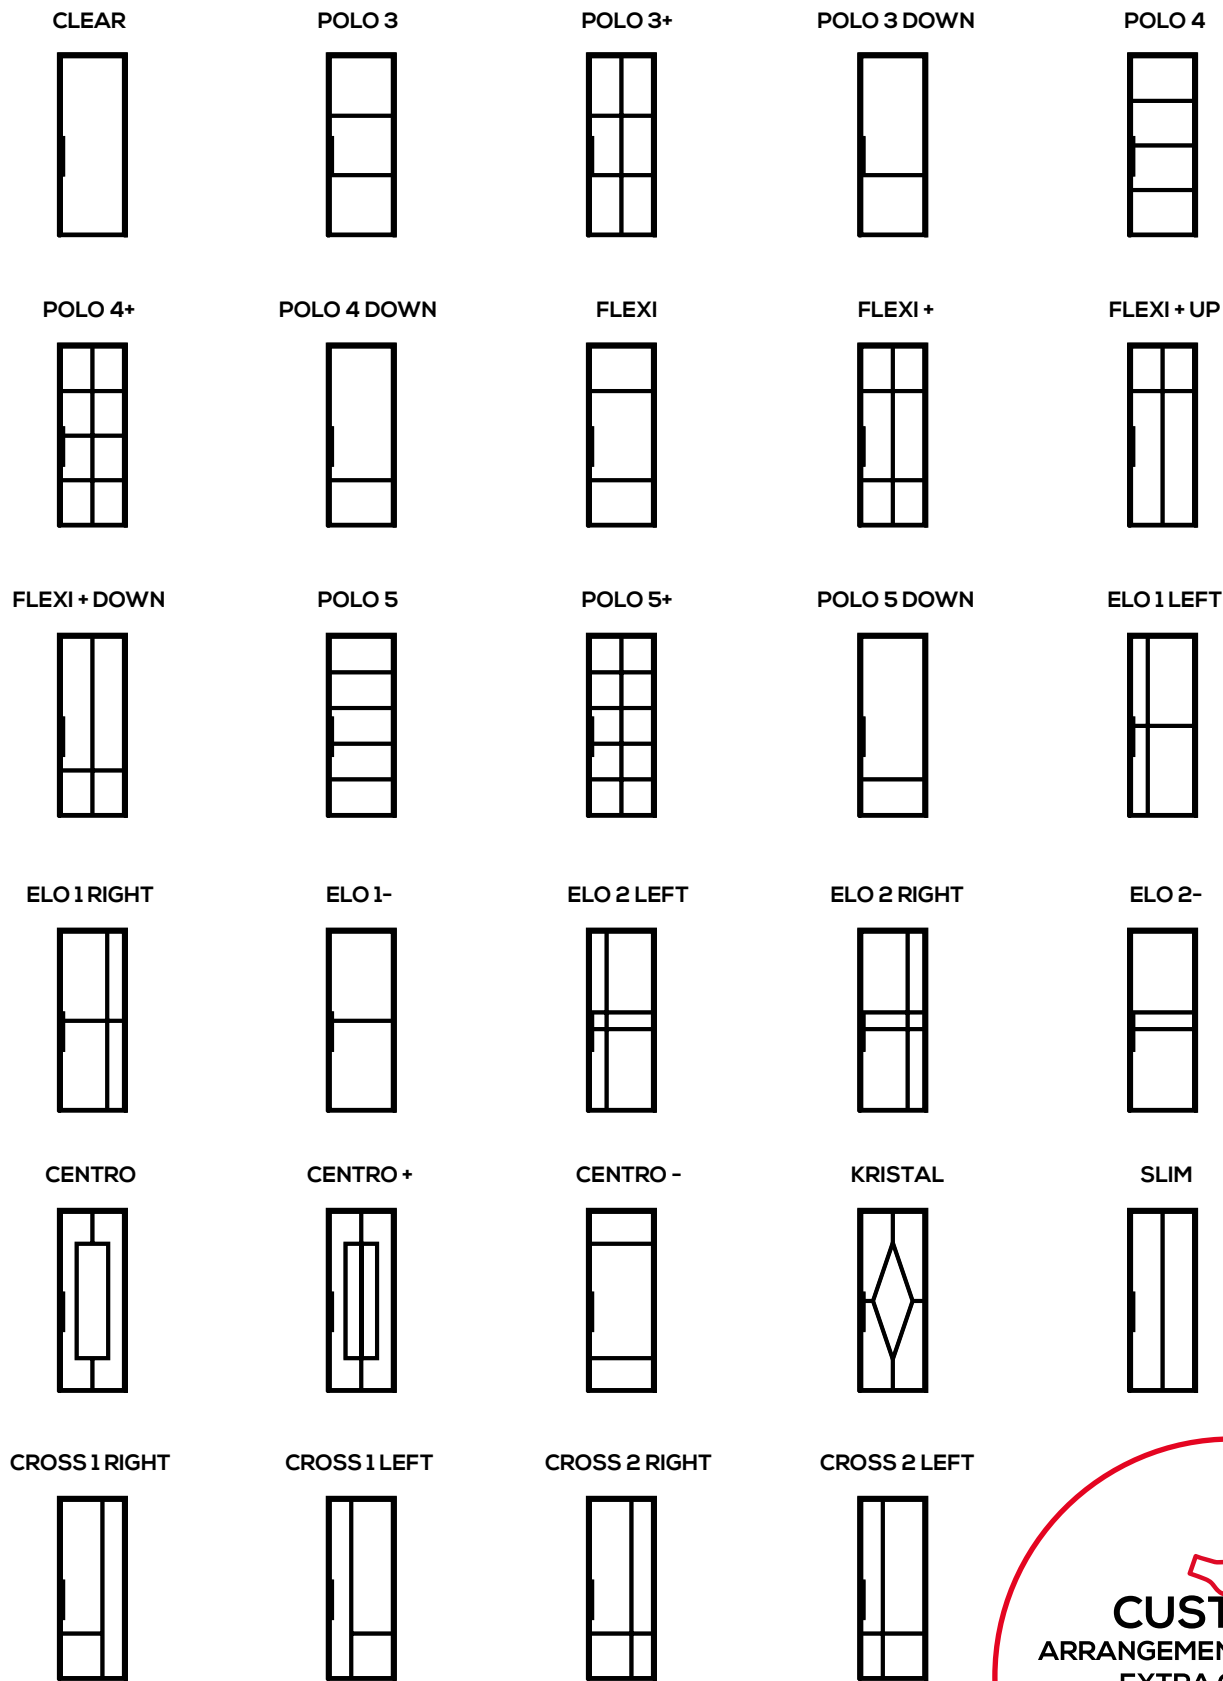 CLEAR
POLO 3
POLO 3+
POLO 3 DOWN
POLO 4
POLO 4+
POLO 4 DOWN
FLEXI
FLEXI +
FLEXI + UP
FLEXI + DOWN
POLO 5
POLO 5+
POLO 5 DOWN
ELO 1 LEFT
ELO 1 RIGHT
ELO 1-
ELO 2 LEFT
ELO 2 RIGHT
ELO 2-
CENTRO
CENTRO +
CENTRO -
KRISTAL
SLIM
CROSS 1 RIGHT
CROSS 1 LEFT
CROSS 2 RIGHT
CROSS 2 LEFT
EXTRA